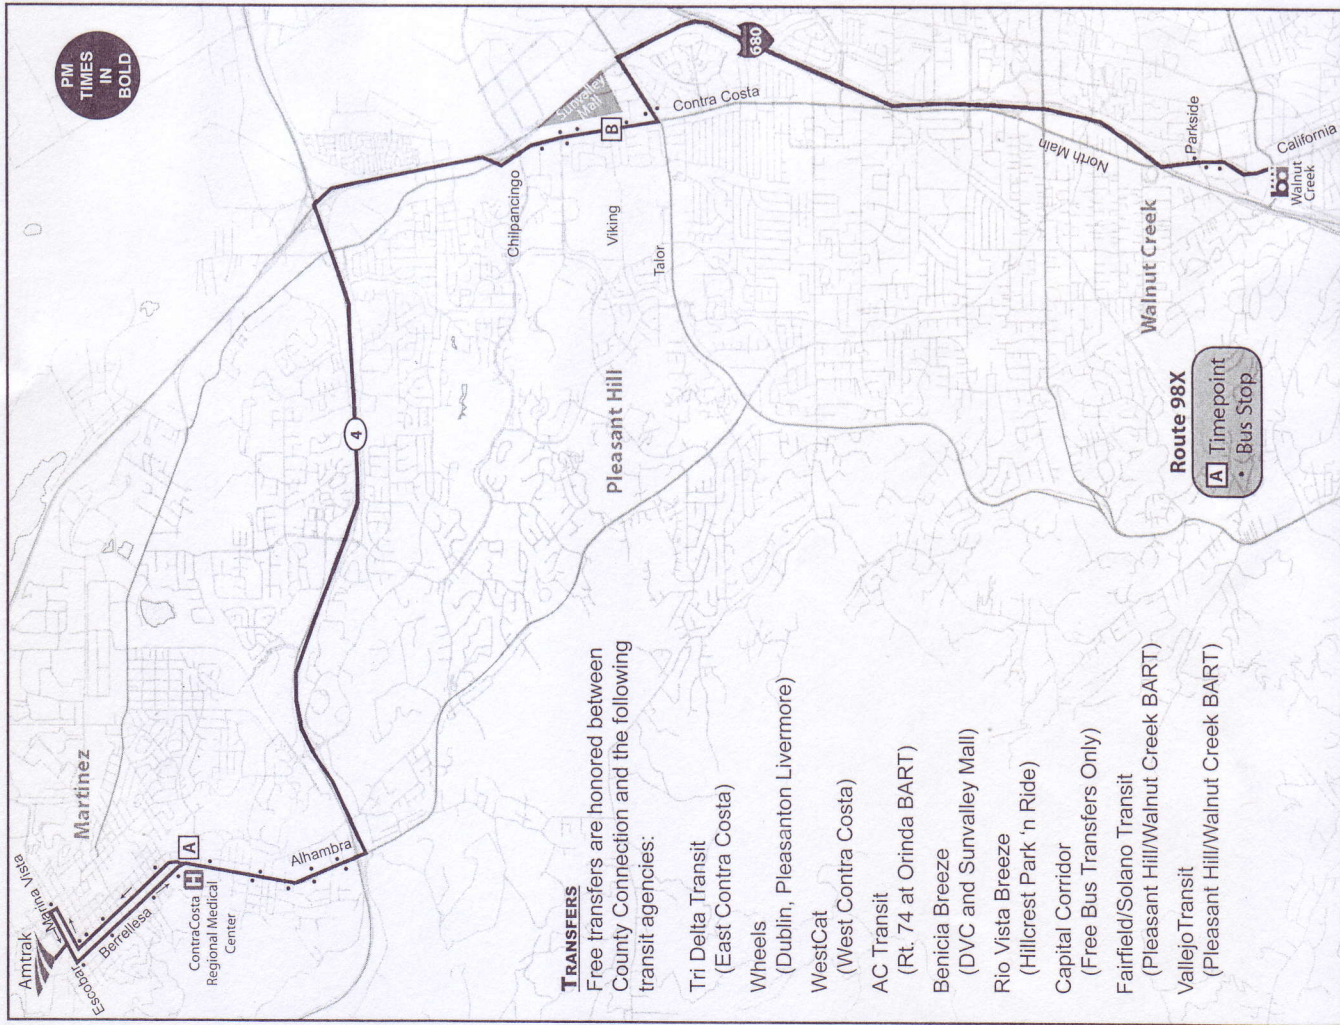 PM
TIMES
IN
BOLD
Amtrak
Marina Vista
Escobar
Berrellesa
Martinez
A
H
ContraCosta
Regional Medical
Center
Alhambra
4
Chilpancingo
Sunvalley
Mall
B
Viking
Contra Costa
Talor
680
Pleasant Hill
North Main
Parkside
Walnut Creek
California
ba
Walnut
Creek
Route 98X
A Timepoint
• Bus Stop
TRANSFERS
Free transfers are honored between
County Connection and the following
transit agencies:
Tri Delta Transit
(East Contra Costa)
Wheels
(Dublin, Pleasanton Livermore)
WestCat
(West Contra Costa)
AC Transit
(Rt. 74 at Orinda BART)
Benicia Breeze
(DVC and Sunvalley Mall)
Rio Vista Breeze
(Hillcrest Park 'n Ride)
Capital Corridor
(Free Bus Transfers Only)
Fairfield/Solano Transit
(Pleasant Hill/Walnut Creek BART)
VallejoTransit
(Pleasant Hill/Walnut Creek BART)